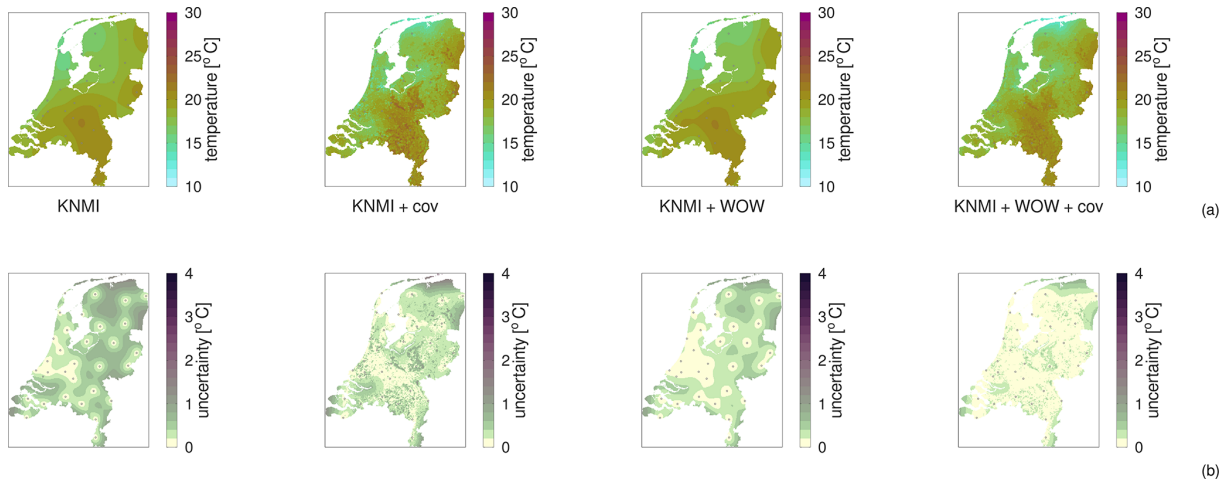 30
25
20
15
10
temperature [° C]
30
25
20
15
10
temperature [° C]
30
25
20
15
10
temperature [° C]
30
25
20
15
10
temperature [° C]
KNMI
KNMI + cov
KNMI + WOW
KNMI + WOW + cov
(a)
4
3
2
1
0
uncertainty [° C]
4
3
2
1
0
uncertainty [° C]
4
3
2
1
0
uncertainty [° C]
4
3
2
1
0
uncertainty [° C]
(b)